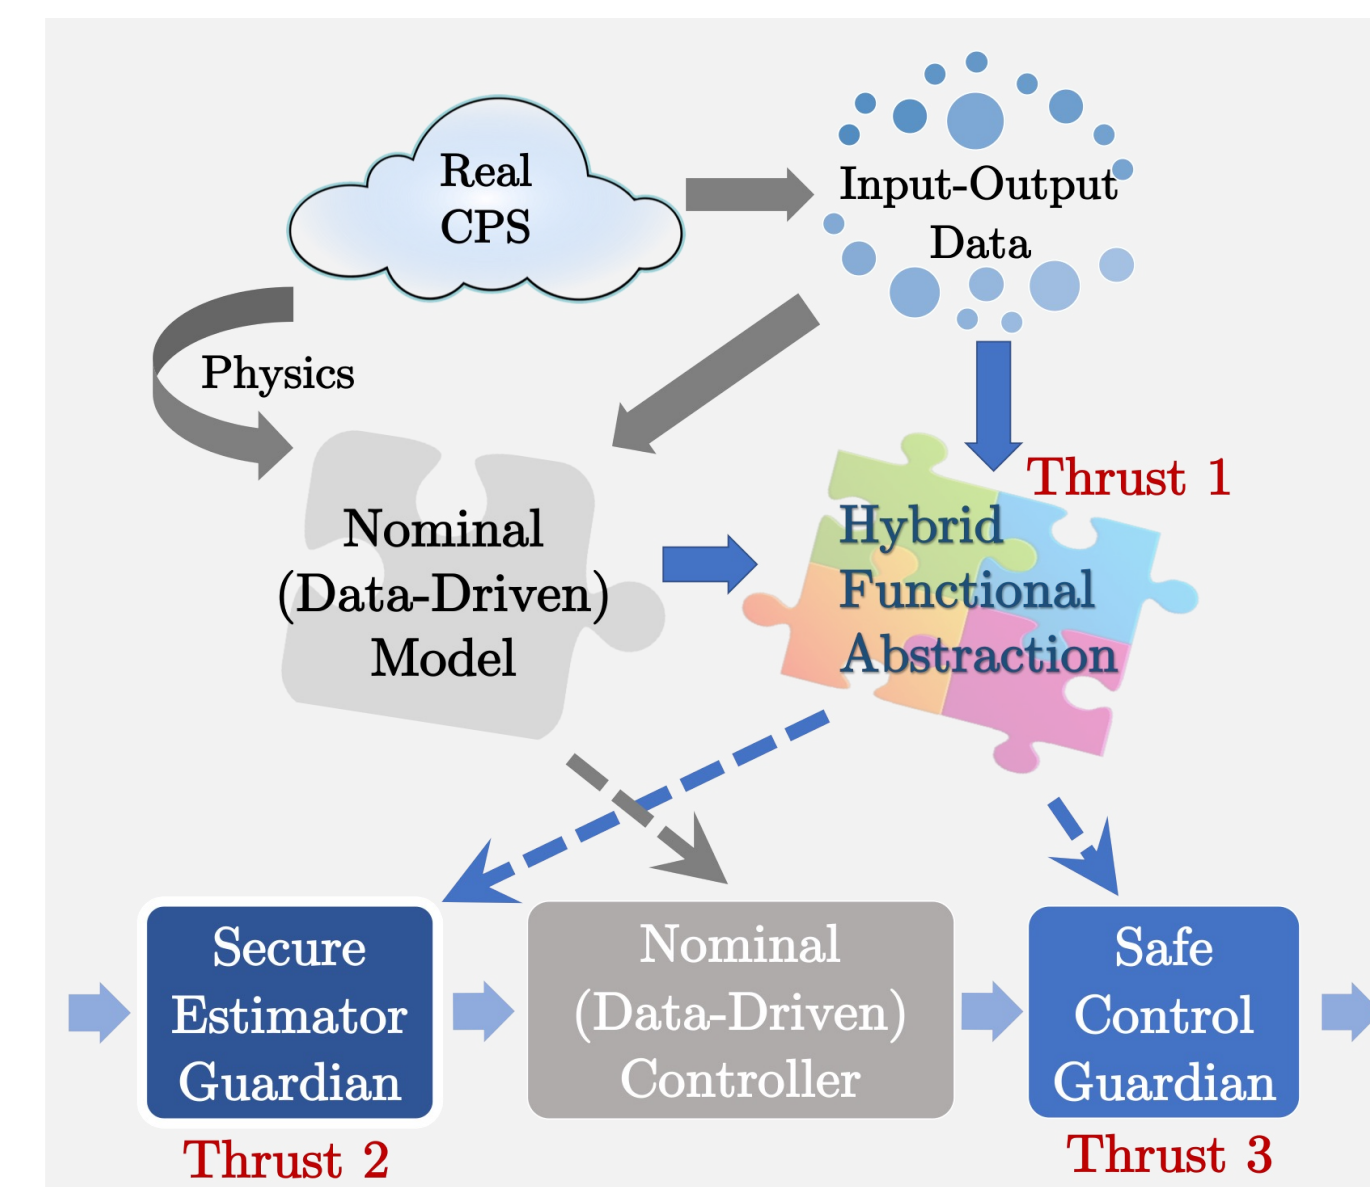 Real
CPS
Input-Output
Data
Physics
Thrust 1
Nominal
(Data-Driven)
Model
Hybrid
Functional
Abstraction
Secure
Estimator
Guardian
Nominal
(Data-Driven)
Controller
Safe
Control
Guardian
Thrust 2
Thrust 3